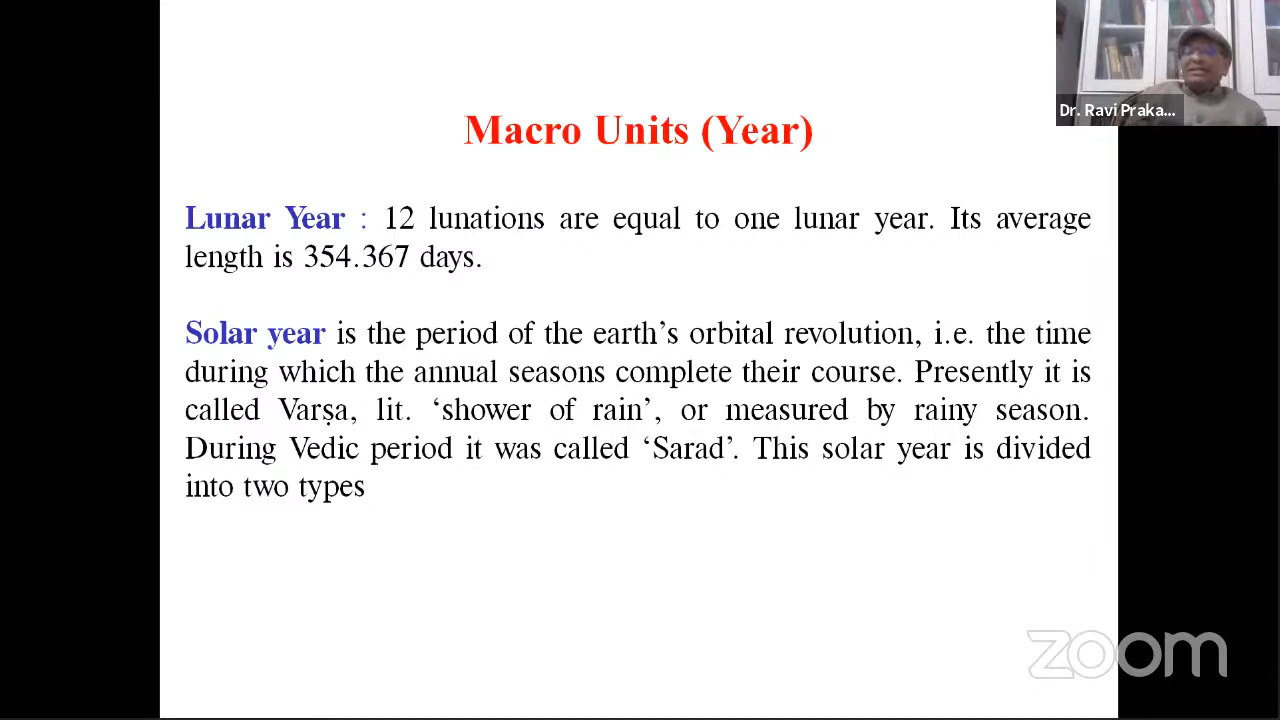 Dr. Ravi Praka...
Macro Units (Year)
Lunar Year : 12 lunations are equal to one lunar year. Its average
length is 354.367 days.
Solar year is the period of the earth’s orbital revolution, i.e. the time
during which the annual seasons complete their course. Presently it is
called Varṣa, lit. ‘shower of rain’, or measured by rainy season.
During Vedic period it was called ‘Sarad’. This solar year is divided
into two types
zoom